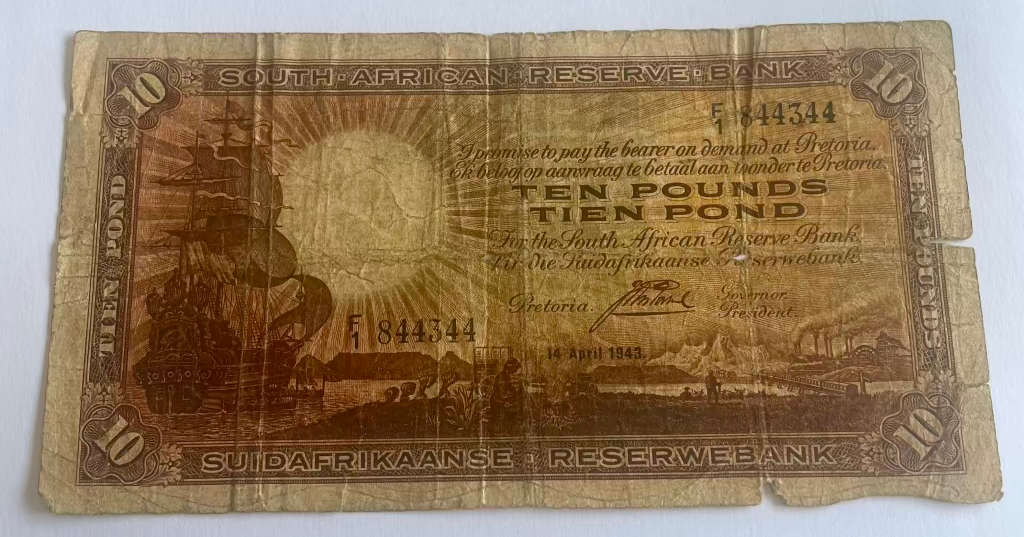 10 SOUTH·AFRICAN·RESERVE·BANK 10
F/1 844344
I promise to pay the bearer on demand at Pretoria.
Ek beloof op aanvraag te betaal aan toonder te Pretoria
TEN POUNDS
TIEN POND
For the South African Reserve Bank.
Vir die Suidafrikaanse Reserwebank.
Pretoria. Governor.
President.
F/1 844344
14 April 1943.
TIEN POND
TEN POUNDS
10 SUIDAFRIKAANSE·RESERWEBANK 10